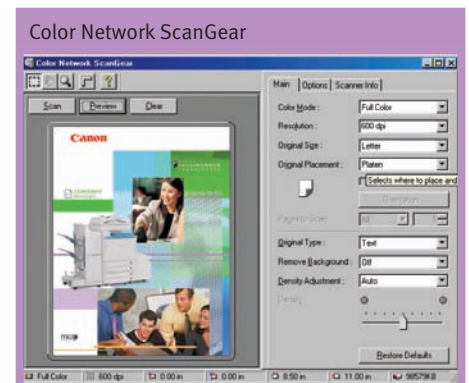 Color Network ScanGear
Color Network ScanGear
Main Options Scanner Info
Scan Preview Clear
Color Mode : Full Color
Resolution : 600 dpi
Original Size : Letter
Original Placement : Platen
Selects where to place and
Orientation
Pages to Scan: All
Original Type : Text
Remove Background : Off
Density Adjustment : Auto
Density
Restore Defaults
Canon
Full Color 600 dpi 0.00 in 0.00 in 8.50 in 11.00 in 98579KB